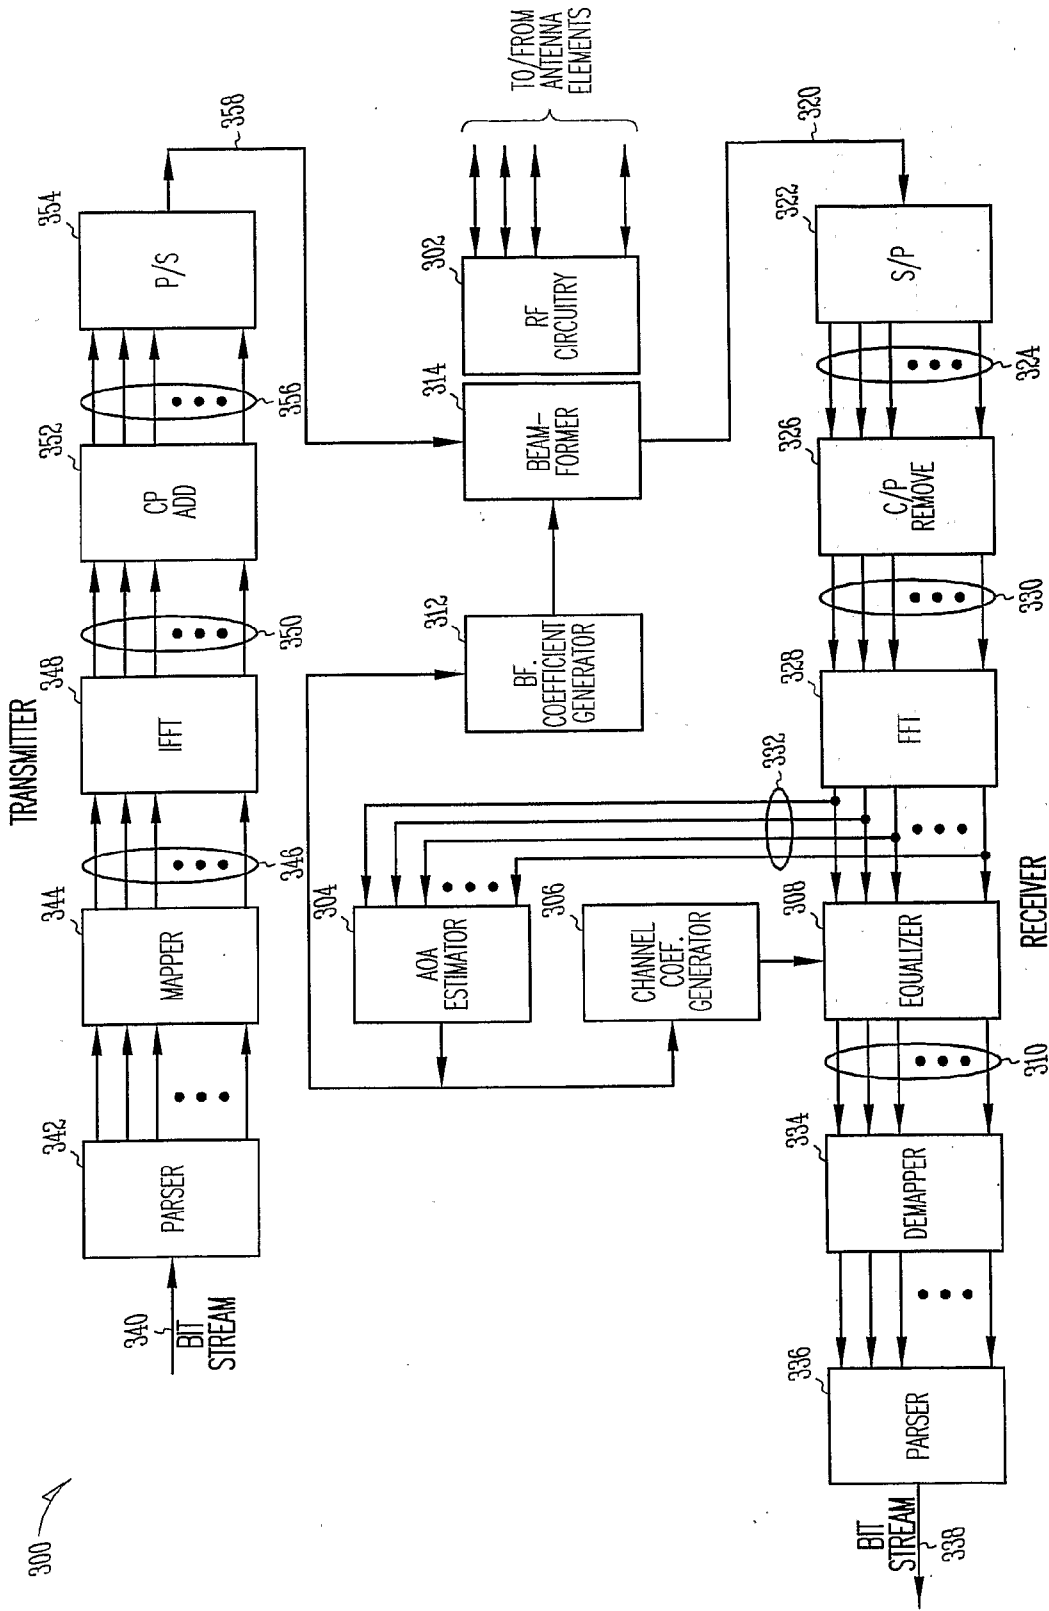 300
TRANSMITTER
340
BIT
STREAM
342
PARSER
344
MAPPER
346
348
IFFT
350
352
CP
ADD
356
354
P/S
358
304
AOA
ESTIMATOR
306
CHANNEL
COEF.
GENERATOR
312
BF.
COEFFICIENT
GENERATOR
314
BEAM-
FORMER
302
RF
CIRCUITRY
TO/FROM
ANTENNA
ELEMENTS
332
320
BIT
STREAM
338
336
PARSER
334
DEMAPPER
310
308
EQUALIZER
328
FFT
330
326
C/P
REMOVE
324
322
S/P
RECEIVER